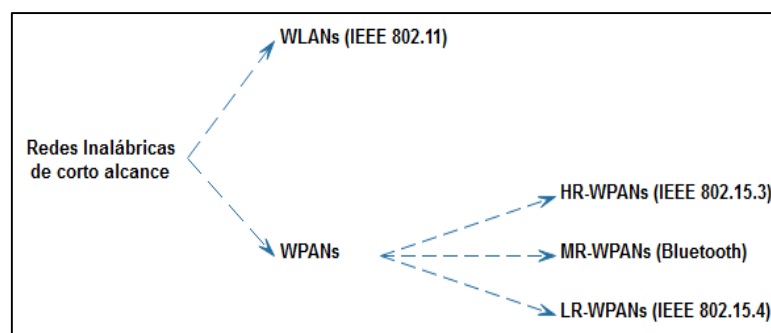 WLANs (IEEE 802.11)
Redes Inalábricas
de corto alcance
HR-WPANs (IEEE 802.15.3)
WPANs
MR-WPANs (Bluetooth)
LR-WPANs (IEEE 802.15.4)